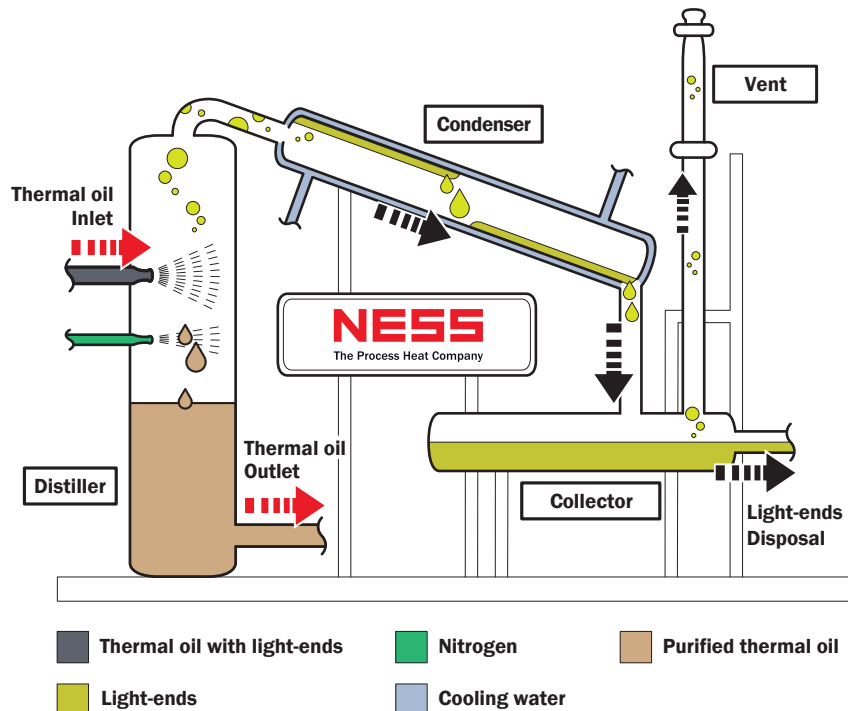 Vent
Condenser
Thermal oil
Inlet
NESS
The Process Heat Company
Thermal oil
Outlet
Distiller
Collector
Light-ends
Disposal
Thermal oil with light-ends
Nitrogen
Purified thermal oil
Light-ends
Cooling water